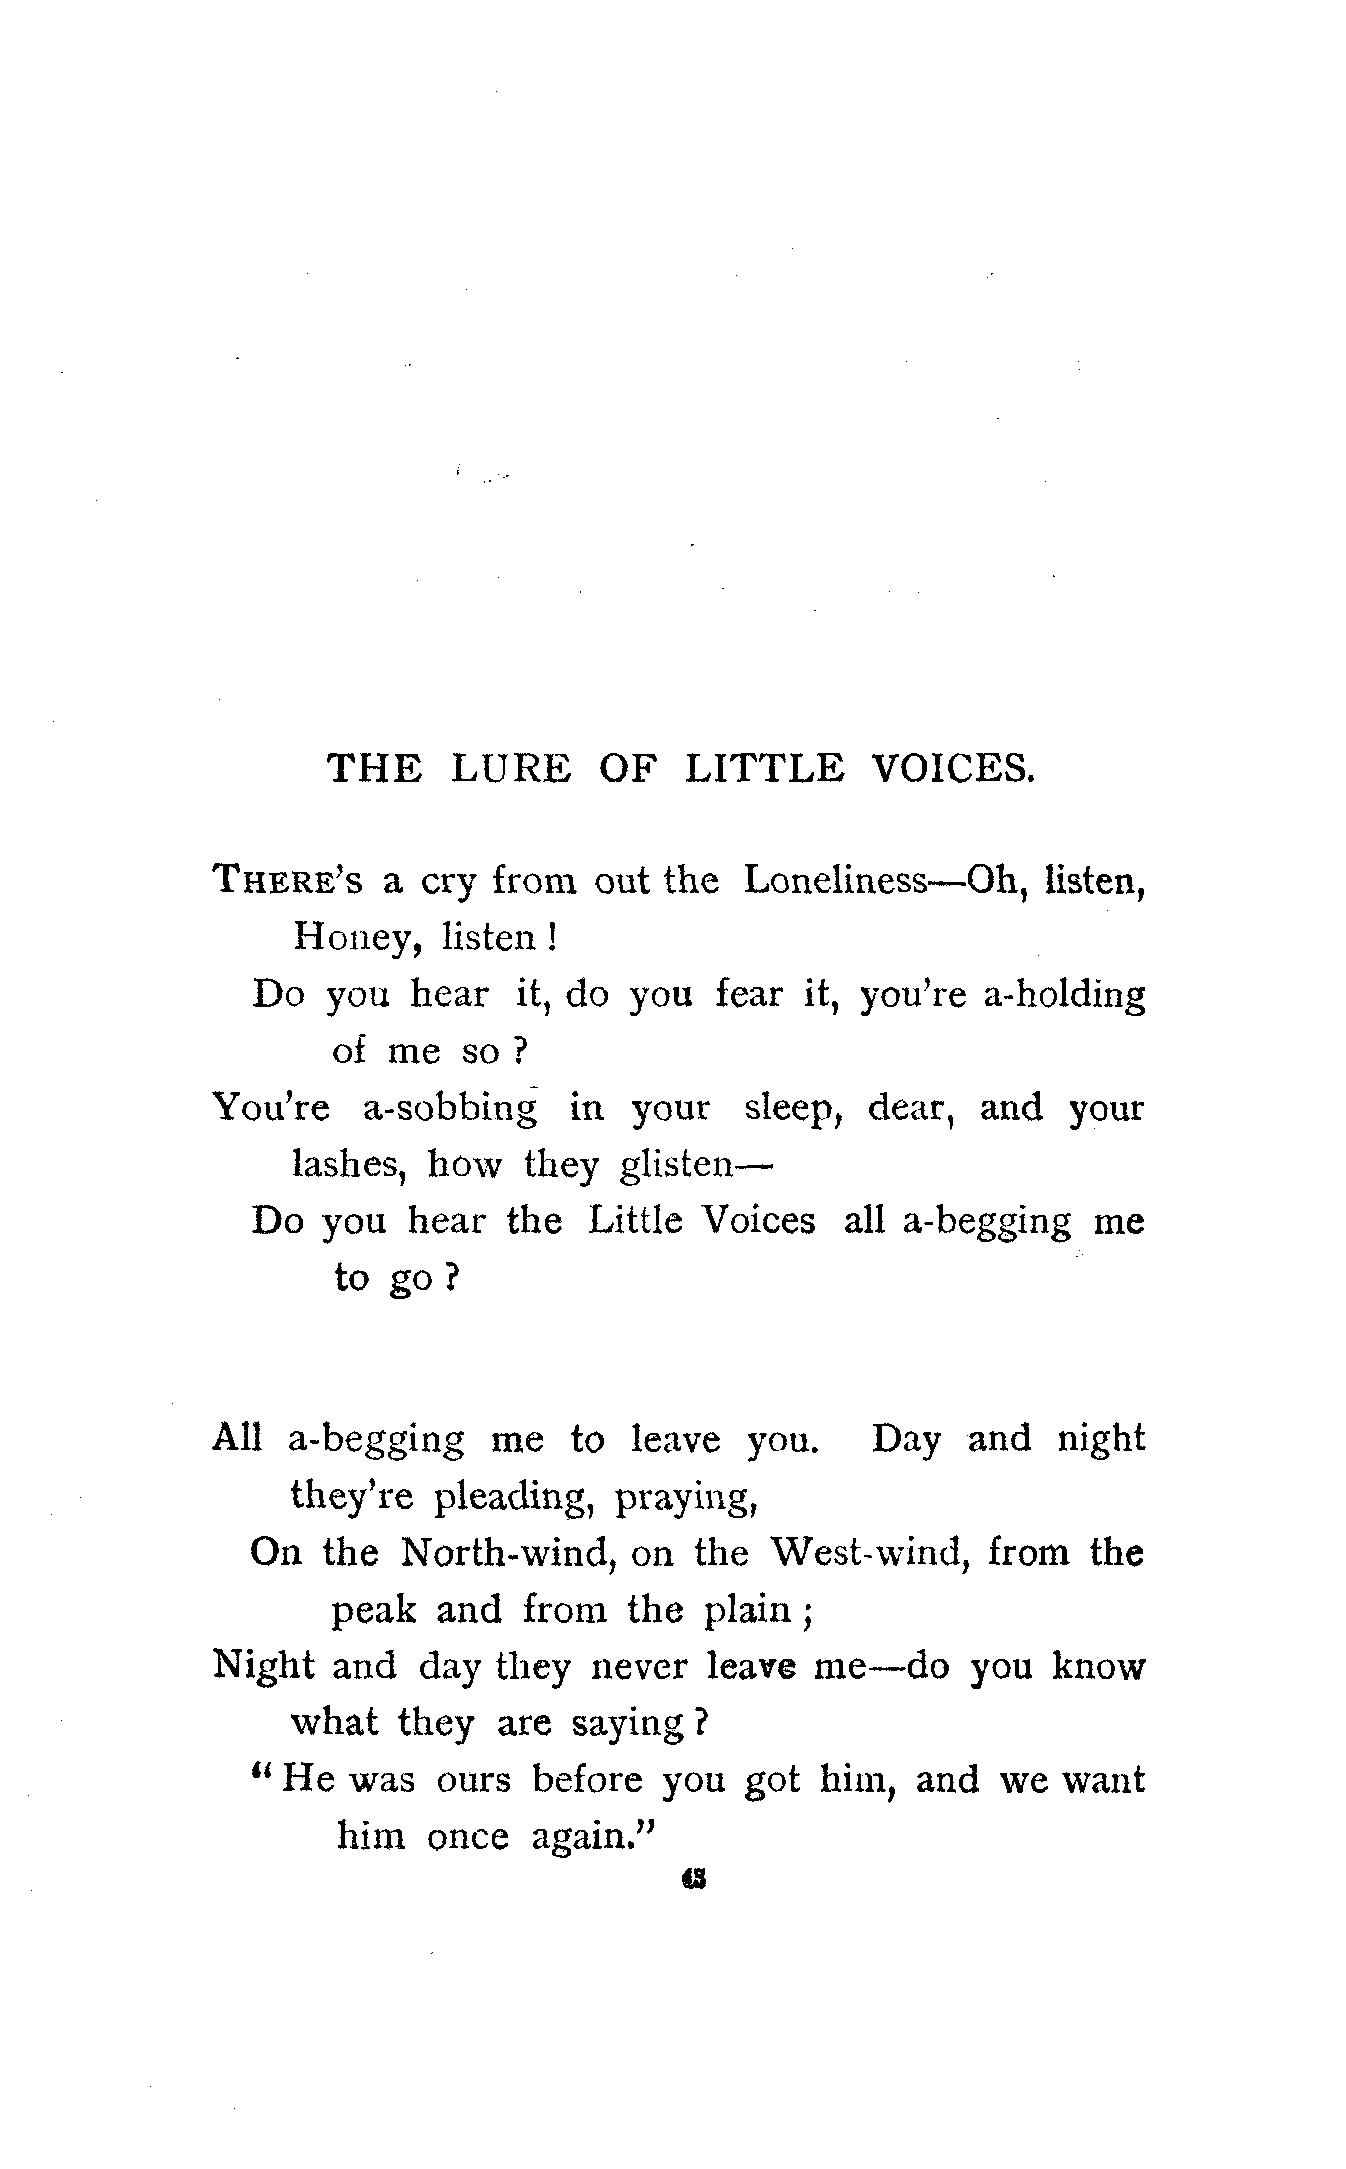 THE LURE OF LITTLE VOICES.
THERE'S a cry from out the Loneliness—Oh, listen,
Honey, listen!
Do you hear it, do you fear it, you're a-holding
of me so?
You're a-sobbing in your sleep, dear, and your
lashes, how they glisten—
Do you hear the Little Voices all a-begging me
to go?
All a-begging me to leave you. Day and night
they're pleading, praying,
On the North-wind, on the West-wind, from the
peak and from the plain;
Night and day they never leave me—do you know
what they are saying?
"He was ours before you got him, and we want
him once again."